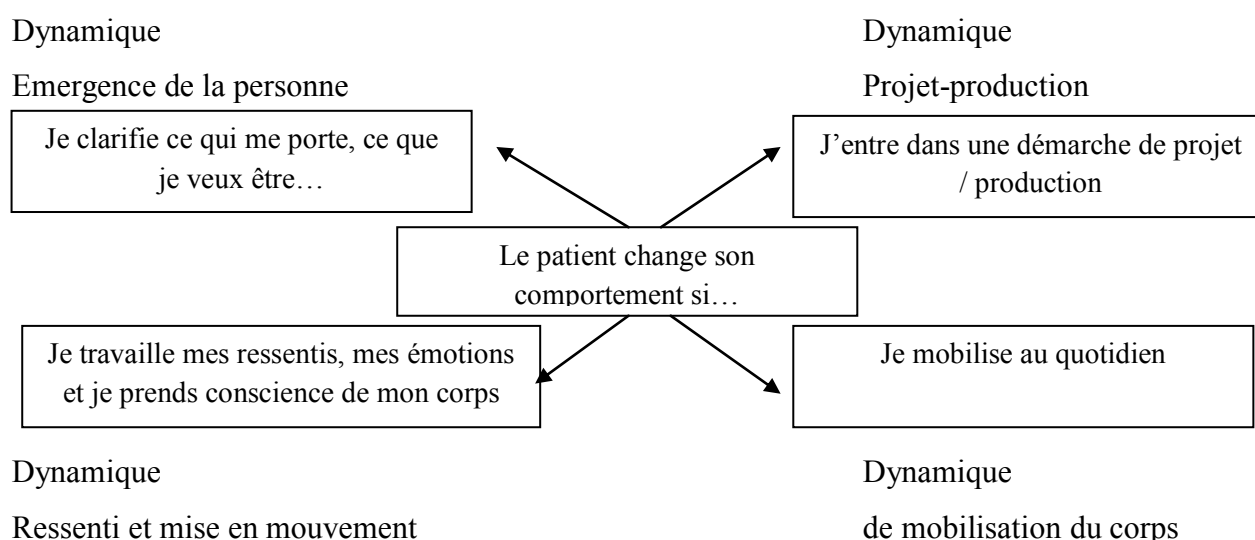 Dynamique
Emergence de la personne
Dynamique
Projet-production
Je clarifie ce qui me porte, ce que
je veux être…
J’entre dans une démarche de projet
/ production
Le patient change son
comportement si…
Je travaille mes ressentis, mes émotions
et je prends conscience de mon corps
Je mobilise au quotidien
Dynamique
Ressenti et mise en mouvement
Dynamique
de mobilisation du corps